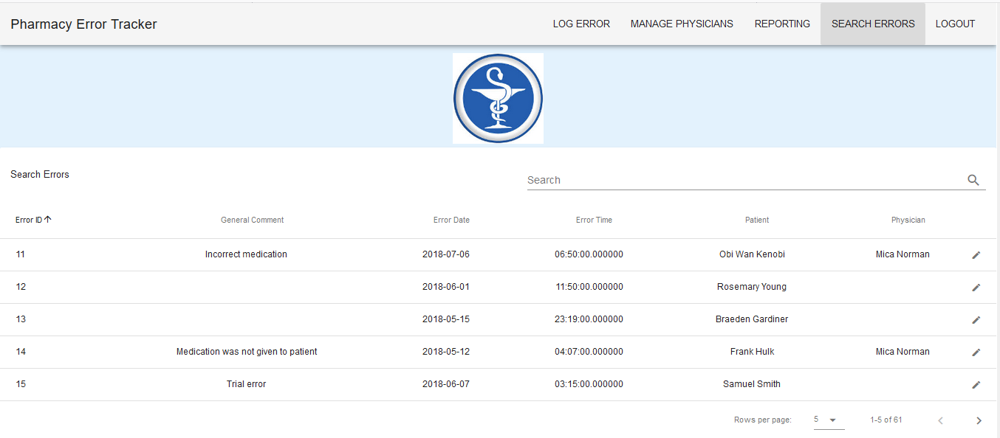 Pharmacy Error Tracker LOG ERROR MANAGE PHYSICIANS REPORTING SEARCH ERRORS LOGOUT
Search Errors
Search
Error ID General Comment Error Date Error Time Patient Physician
11 Incorrect medication 2018-07-06 06:50:00.000000 Obi Wan Kenobi Mica Norman
12 2018-06-01 11:50:00.000000 Rosemary Young
13 2018-05-15 23:19:00.000000 Braeden Gardiner
14 Medication was not given to patient 2018-05-12 04:07:00.000000 Frank Hulk Mica Norman
15 Trial error 2018-06-07 03:15:00.000000 Samuel Smith
Rows per page: 5 1-5 of 61